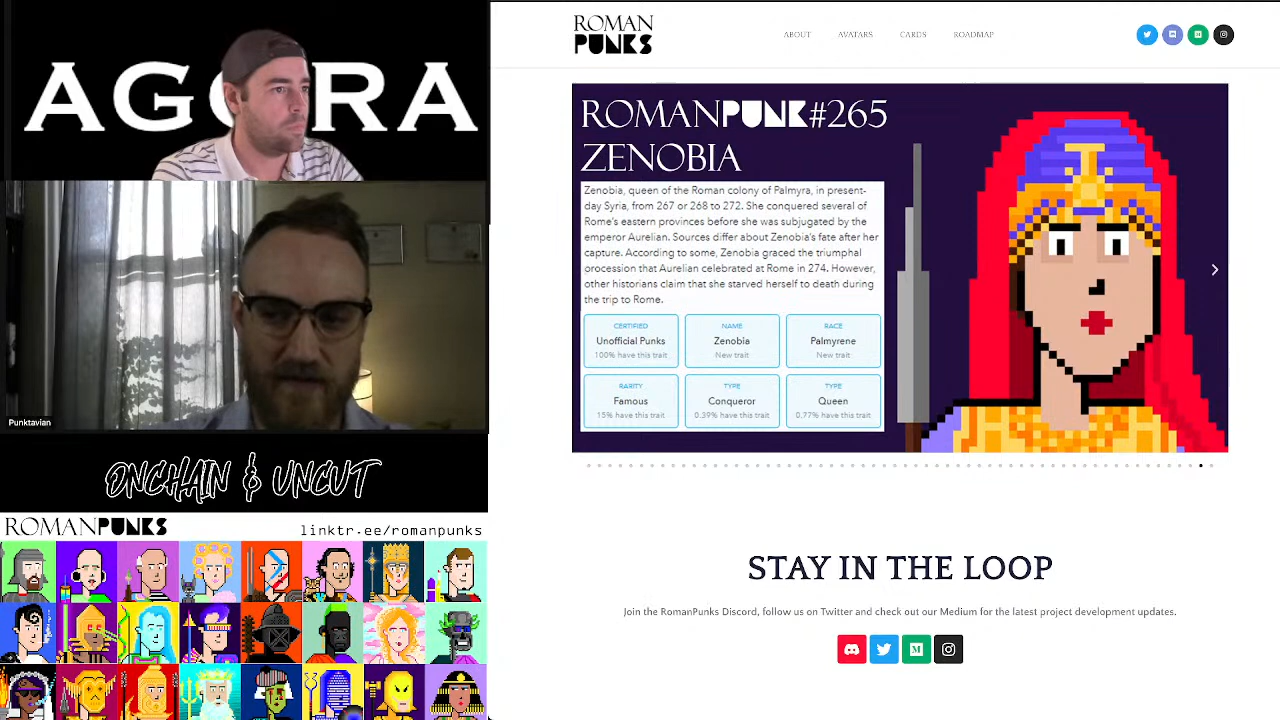 AGORA
Punktavian
ONCHAIN & UNCUT
ROMANPUNKS
linktr.ee/romanpunks
ROMAN
PUNKS
ABOUT
AVATARS
CARDS
ROADMAP
ROMANPUNK#265
ZENOBIA
Zenobia, queen of the Roman colony of Palmyra, in present-
day Syria, from 267 or 268 to 272. She conquered several of
Rome's eastern provinces before she was subjugated by the
emperor Aurelian. Sources differ about Zenobia's fate after her
capture. According to some, Zenobia graced the triumphal
procession that Aurelian celebrated at Rome in 274. However,
other historians claim that she starved herself to death during
the trip to Rome.
CERTIFIED
Unofficial Punks
100% have this trait
NAME
Zenobia
New trait
RACE
Palmyrene
New trait
RARITY
Famous
15% have this trait
TYPE
Conqueror
0.39% have this trait
TYPE
Queen
0.77% have this trait
STAY IN THE LOOP
Join the RomanPunks Discord, follow us on Twitter and check out our Medium for the latest project development updates.